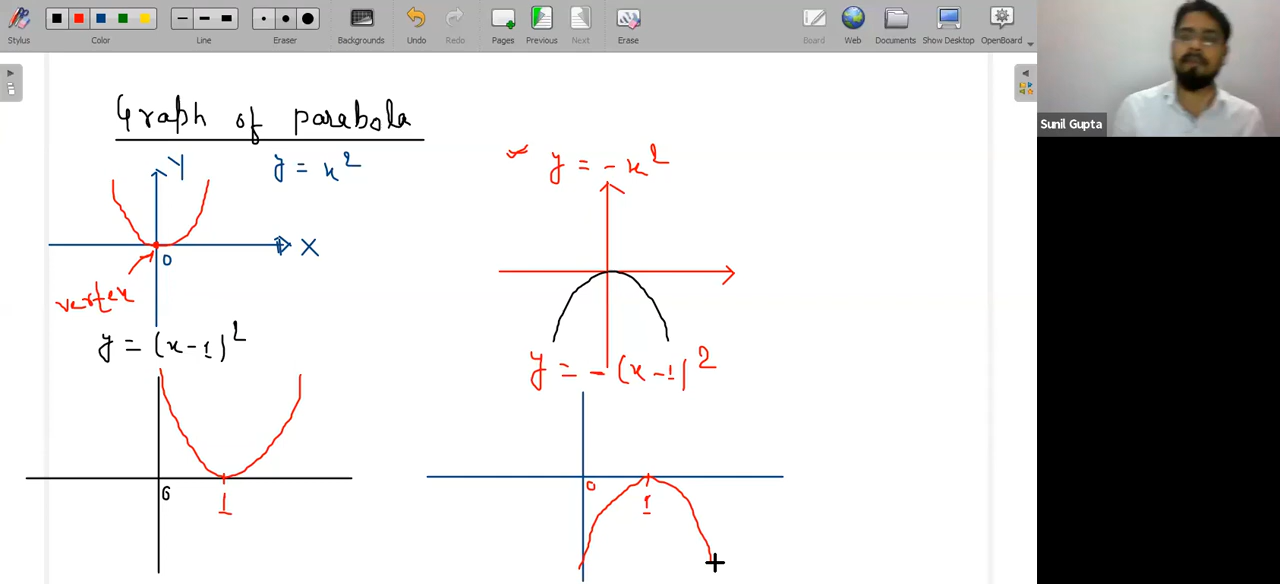 Stylus
Color
Line
Eraser
Backgrounds
Undo
Redo
Pages
Previous
Next
Erase
Board
Web
Documents
Show Desktop
OpenBoard
Sunil Gupta
Graph of parabola
Y
y = x²
X
0
vertex
y = (x-1)²
0
1
y = -x²
y = -(x-1)²
0
1